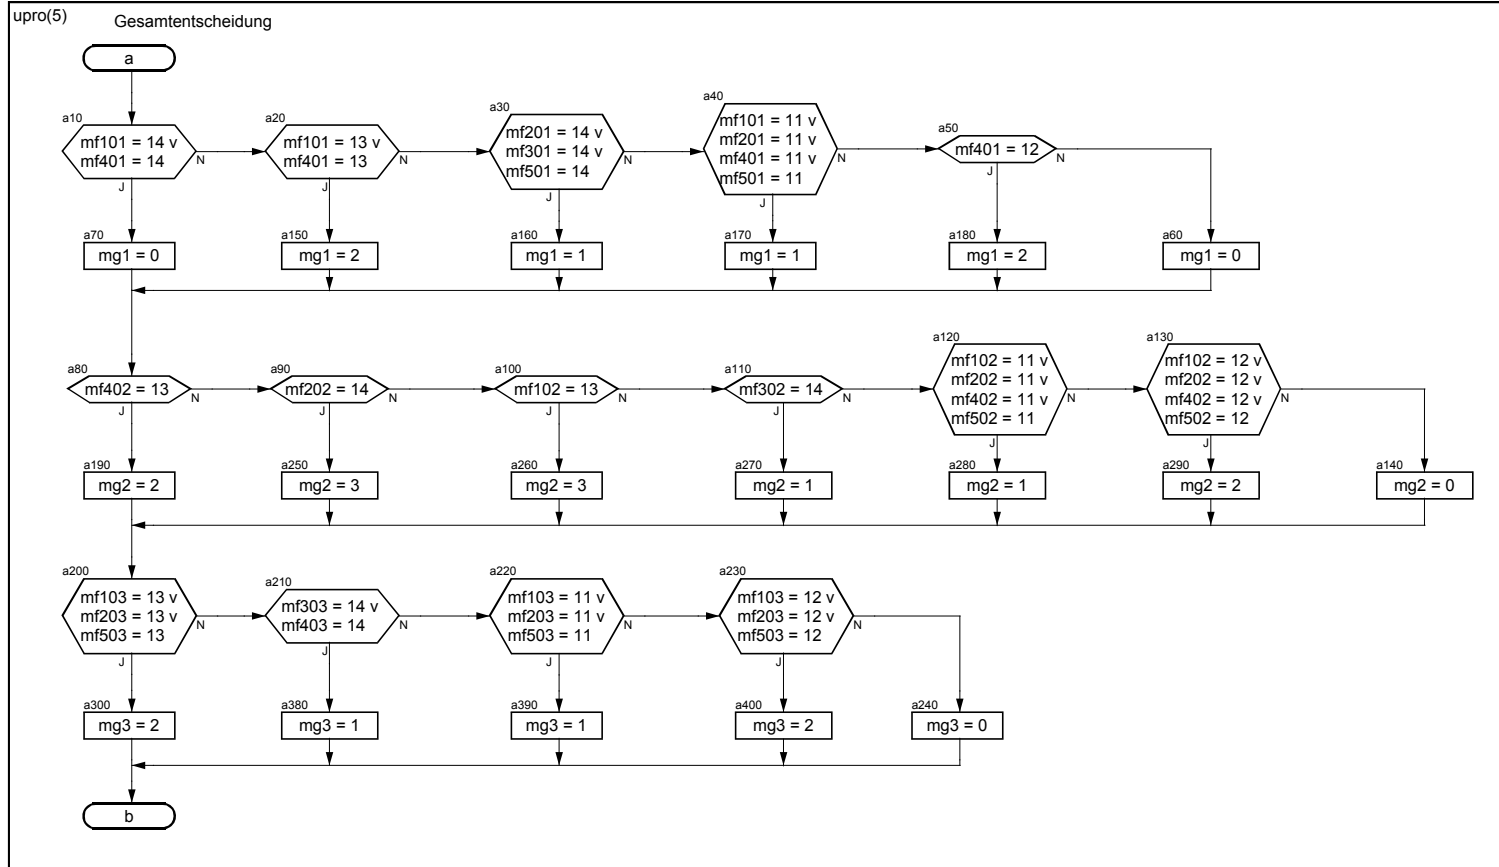 upro(5)
Gesamtentscheidung
a
a10
mf101 = 14 v
mf401 = 14
N
J
a20
mf101 = 13 v
mf401 = 13
N
J
a30
mf201 = 14 v
mf301 = 14 v
mf501 = 14
N
J
a40
mf101 = 11 v
mf201 = 11 v
mf401 = 11 v
mf501 = 11
N
J
a50
mf401 = 12
N
J
a70
mg1 = 0
a150
mg1 = 2
a160
mg1 = 1
a170
mg1 = 1
a180
mg1 = 2
a60
mg1 = 0
a80
mf402 = 13
N
J
a90
mf202 = 14
N
J
a100
mf102 = 13
N
J
a110
mf302 = 14
N
J
a120
mf102 = 11 v
mf202 = 11 v
mf402 = 11 v
mf502 = 11
N
J
a130
mf102 = 12 v
mf202 = 12 v
mf402 = 12 v
mf502 = 12
N
J
a190
mg2 = 2
a250
mg2 = 3
a260
mg2 = 3
a270
mg2 = 1
a280
mg2 = 1
a290
mg2 = 2
a140
mg2 = 0
a200
mf103 = 13 v
mf203 = 13 v
mf503 = 13
N
J
a210
mf303 = 14 v
mf403 = 14
N
J
a220
mf103 = 11 v
mf203 = 11 v
mf503 = 11
N
J
a230
mf103 = 12 v
mf203 = 12 v
mf503 = 12
N
J
a300
mg3 = 2
a380
mg3 = 1
a390
mg3 = 1
a400
mg3 = 2
a240
mg3 = 0
b